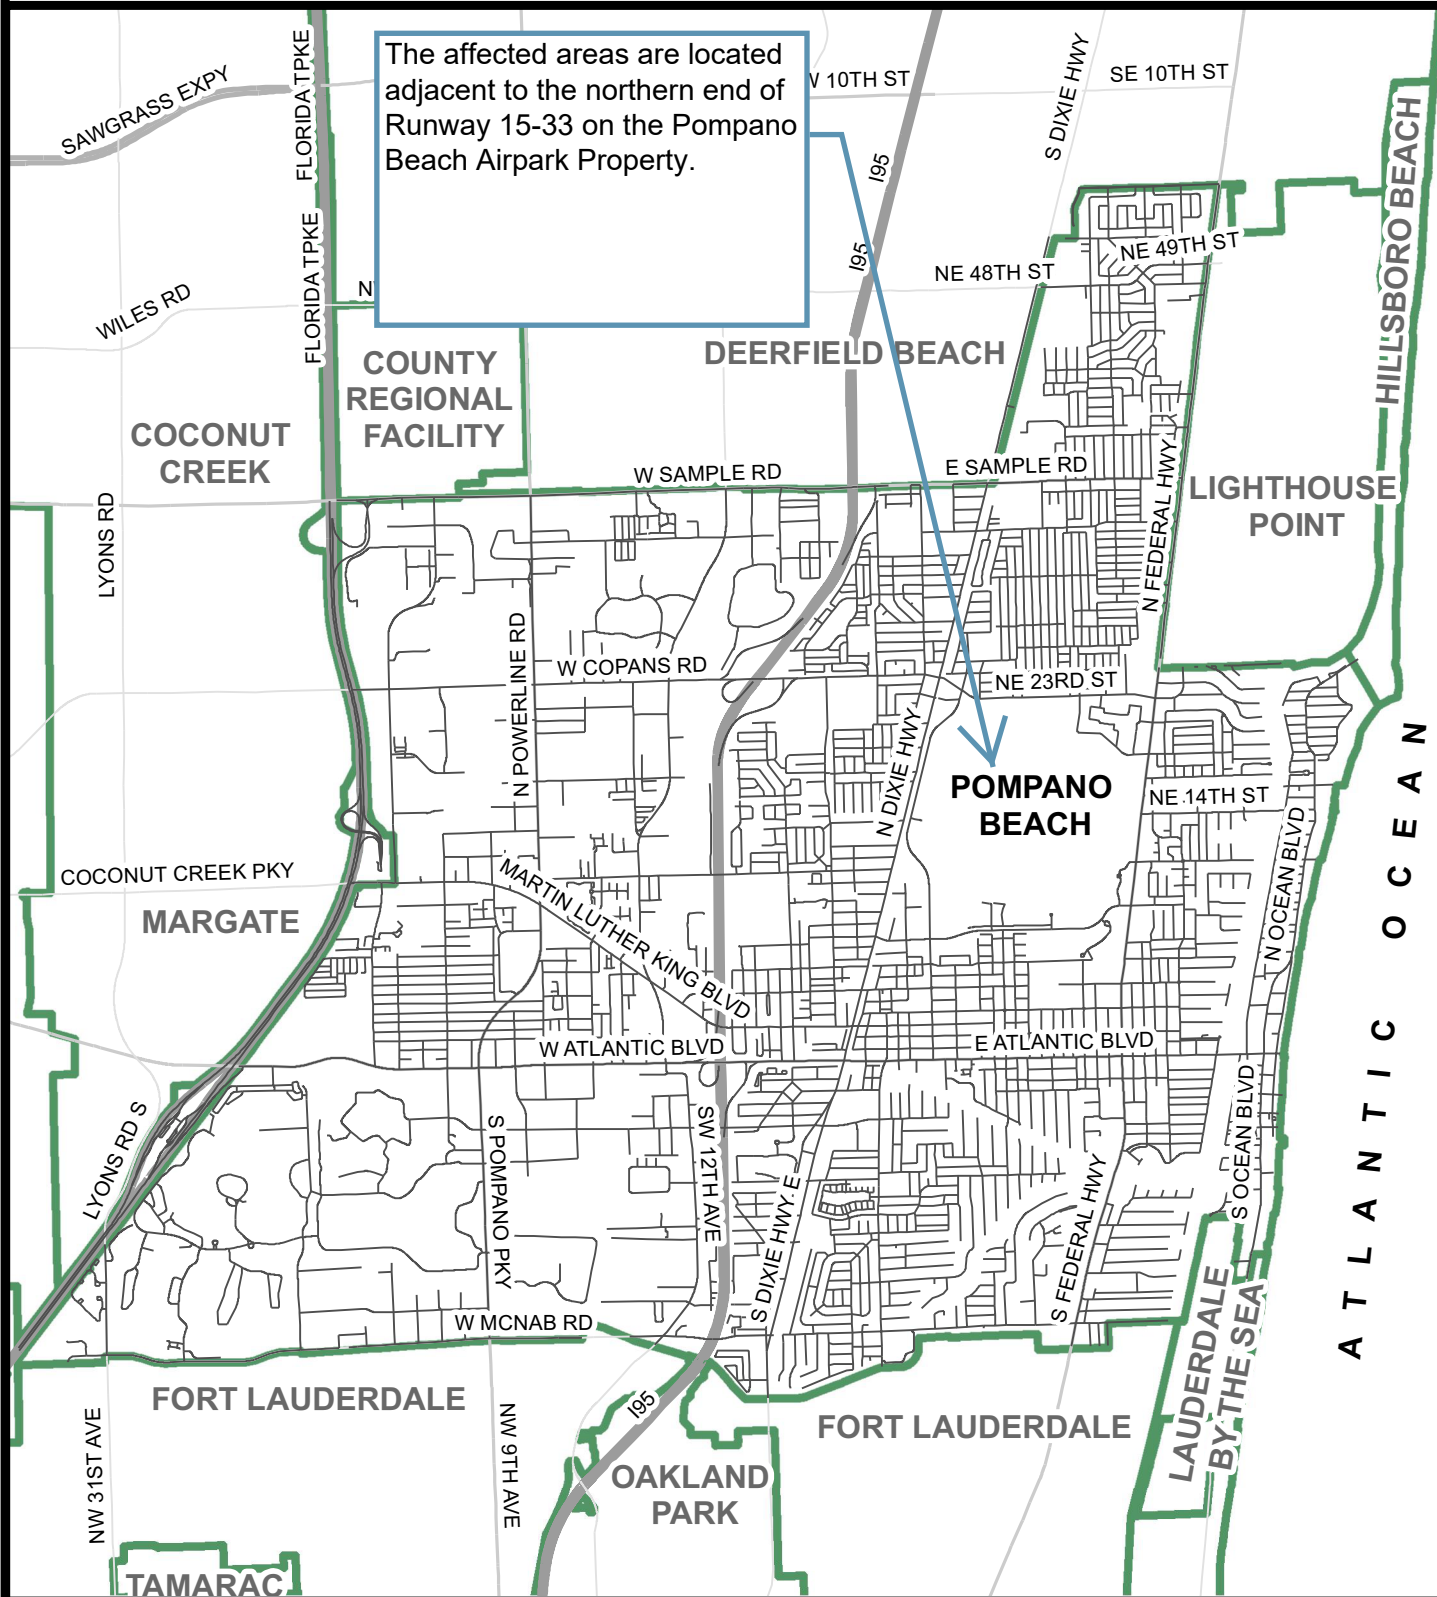 The affected areas are located
adjacent to the northern end of
Runway 15-33 on the Pompano
Beach Airpark Property.
SAWGRASS EXPY
FLORIDA TPKE
10TH ST
SE 10TH ST
S DIXIE HWY
HILLSBORO BEACH
I95
FLORIDA TPKE
I95
NE 49TH ST
NE 48TH ST
WILES RD
DEERFIELD BEACH
COUNTY
REGIONAL
FACILITY
COCONUT
CREEK
W SAMPLE RD
E SAMPLE RD
LIGHTHOUSE
POINT
LYONS RD
N FEDERAL HWY
N POWERLINE RD
W COPANS RD
NE 23RD ST
N DIXIE HWY
POMPANO
BEACH
NE 14TH ST
N OCEAN BLVD
ATLANTIC OCEAN
COCONUT CREEK PKY
MARGATE
MARTIN LUTHER KING BLVD
W ATLANTIC BLVD
E ATLANTIC BLVD
LYONS RD S
S POMPANO PKY
SW 12TH AVE
S DIXIE HWY E
S FEDERAL HWY
S OCEAN BLVD
W MCNAB RD
FORT LAUDERDALE
FORT LAUDERDALE
LAUDERDALE
BY THE SEA
NW 31ST AVE
NW 9TH AVE
I95
OAKLAND
PARK
TAMARAC